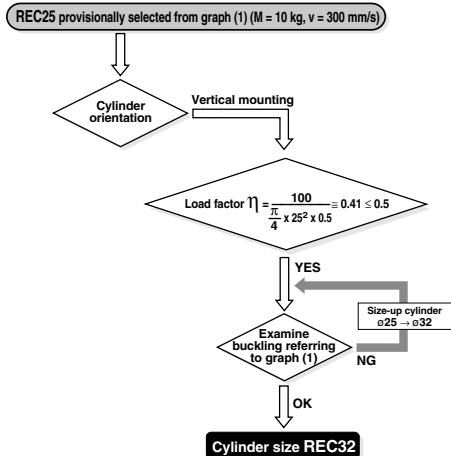 REC25 provisionally selected from graph (1) (M = 10 kg, v = 300 mm/s)
Cylinder
orientation
Vertical mounting
Load factor η = 100 / (π/4 x 25² x 0.5) ≅ 0.41 ≤ 0.5
YES
Size-up cylinder
ø25 → ø32
Examine
buckling referring
to graph (1)
NG
OK
Cylinder size REC32